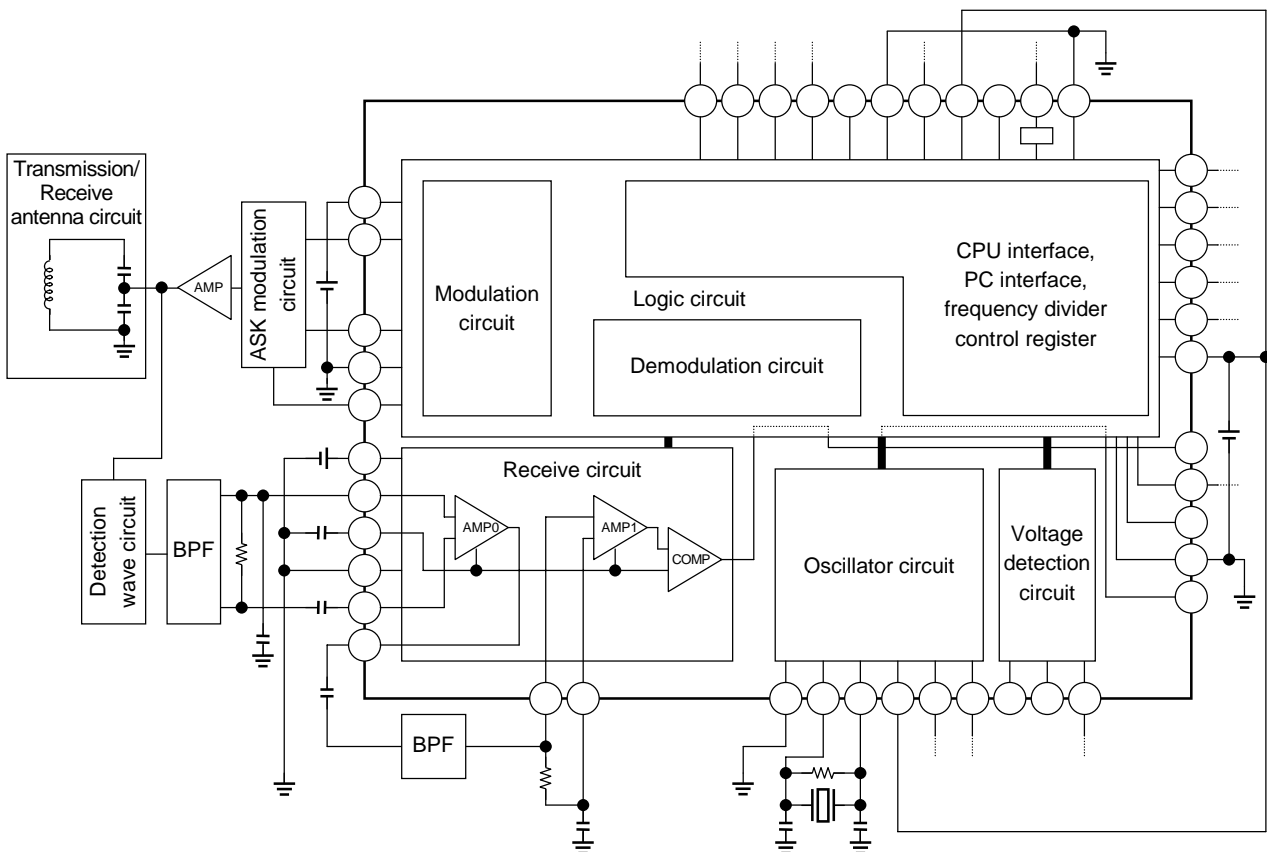 Transmission/
Receive
antenna circuit
AMP
ASK modulation
circuit
Modulation
circuit
Logic circuit
Demodulation circuit
CPU interface,
PC interface,
frequency divider
control register
Detection
wave circuit
BPF
Receive circuit
AMP0
AMP1
COMP
Oscillator circuit
Voltage
detection
circuit
BPF